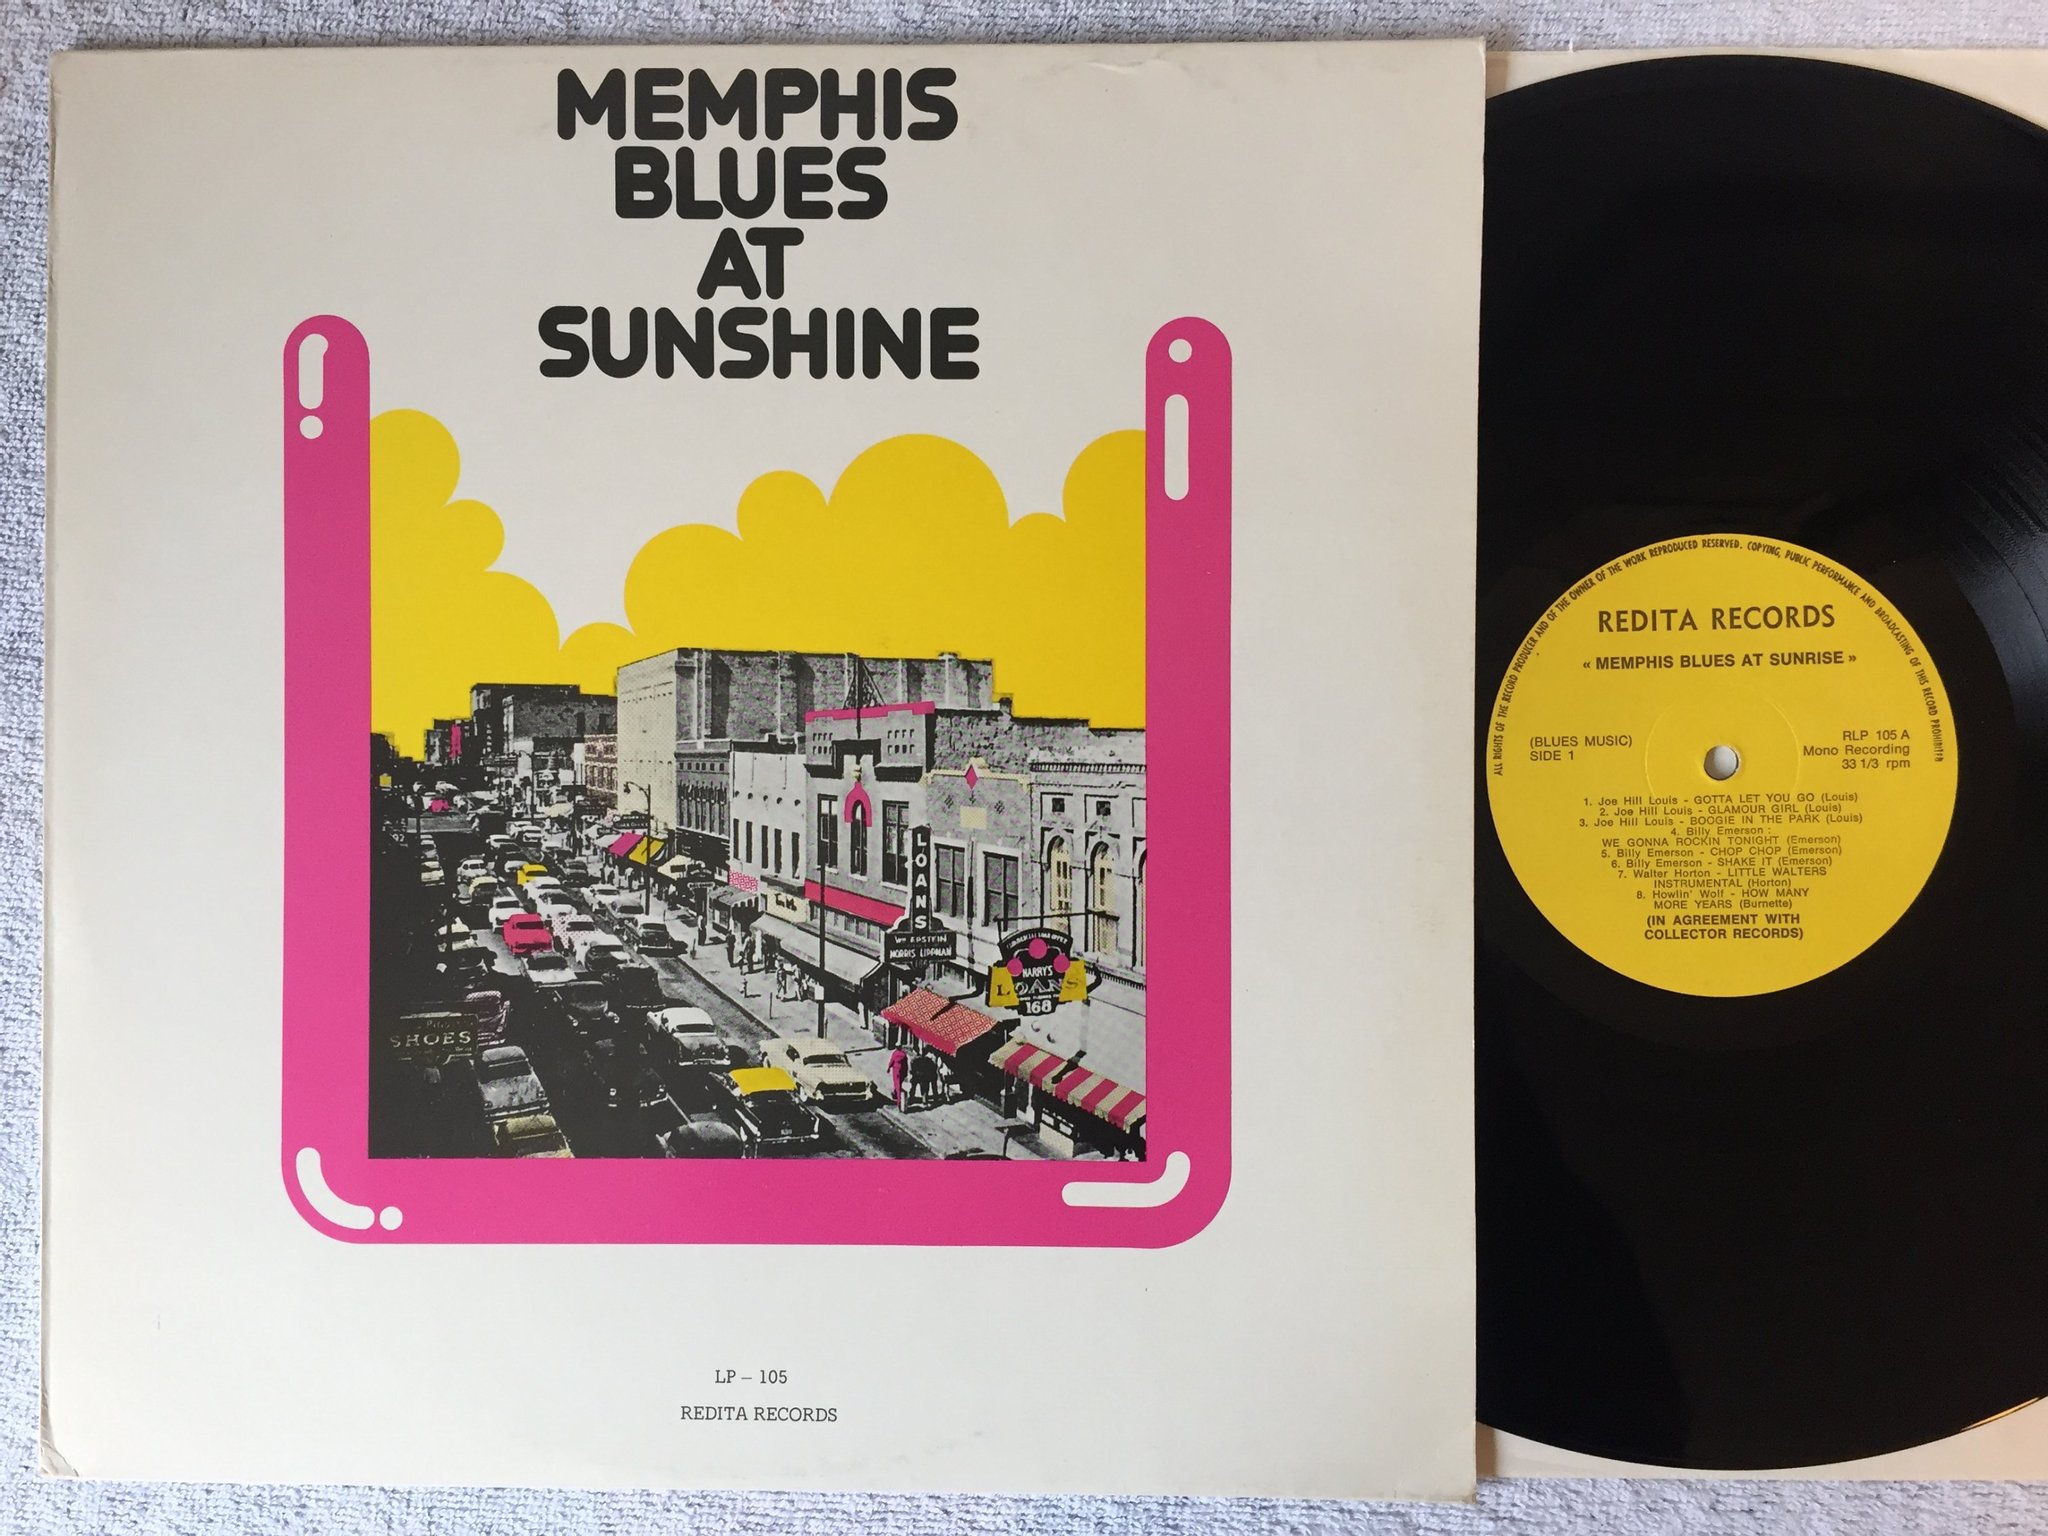 MEMPHIS
BLUES
AT
SUNSHINE
LOANS
WM EPSTEIN
MORRIS LIPPMAN
HARRY'S
LOANS
168
SHOES
LP – 105
REDITA RECORDS
ALL RIGHTS OF THE RECORD PRODUCER AND OF THE OWNER OF THE WORK REPRODUCED RESERVED. COPYING, PUBLIC PERFORMANCE AND BROADCASTING OF THIS RECORD PROHIBITED
REDITA RECORDS
« MEMPHIS BLUES AT SUNRISE »
(BLUES MUSIC)
SIDE 1
RLP 105 A
Mono Recording
33 1/3 rpm
1. Joe Hill Louis - GOTTA LET YOU GO (Louis)
2. Joe Hill Louis - GLAMOUR GIRL (Louis)
3. Joe Hill Louis - BOOGIE IN THE PARK (Louis)
4. Billy Emerson :
WE GONNA ROCKIN TONIGHT (Emerson)
5. Billy Emerson - CHOP CHOP (Emerson)
6. Billy Emerson - SHAKE IT (Emerson)
7. Walter Horton - LITTLE WALTERS
INSTRUMENTAL (Horton)
8. Howlin' Wolf - HOW MANY
MORE YEARS (Burnette)
(IN AGREEMENT WITH
COLLECTOR RECORDS)